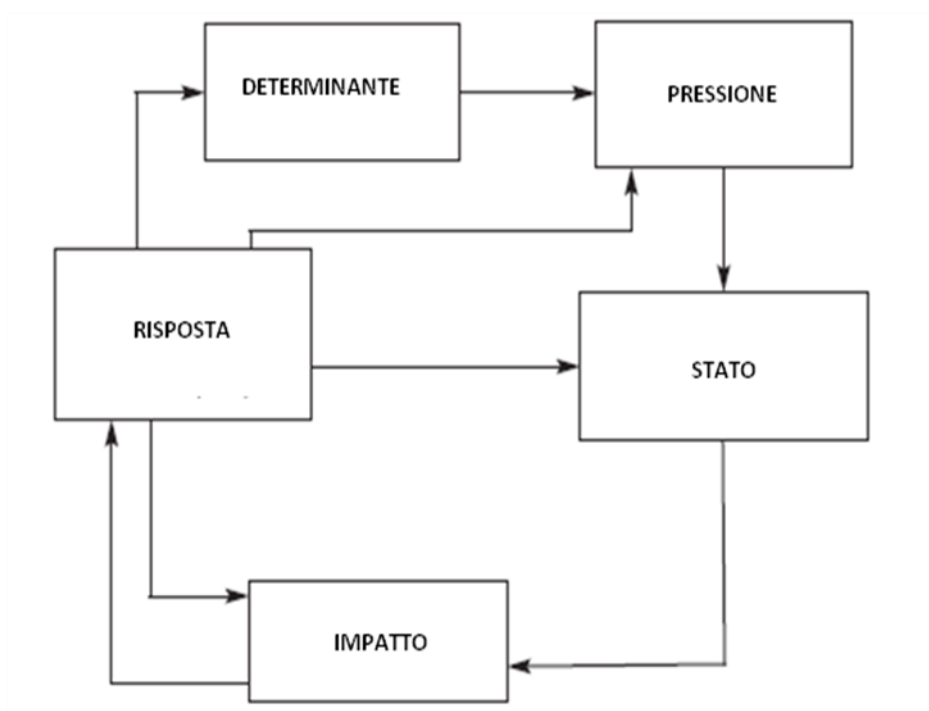 DETERMINANTE
PRESSIONE
RISPOSTA
STATO
IMPATTO